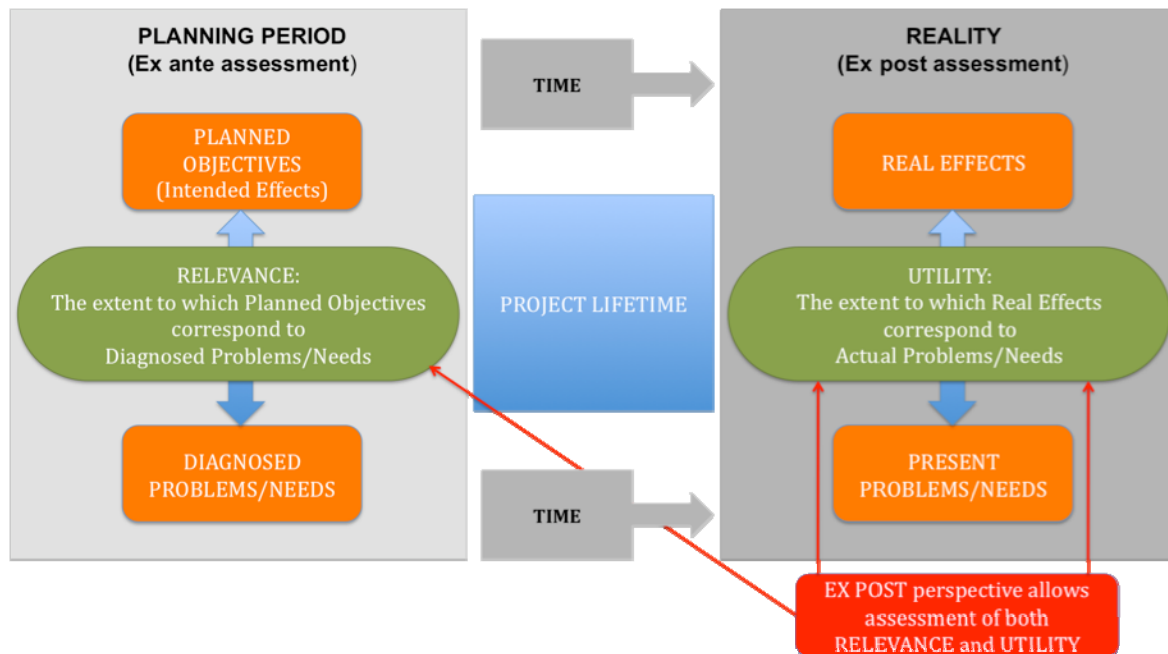 PLANNING PERIOD
(Ex ante assessment)
PLANNED
OBJECTIVES
(Intended Effects)
RELEVANCE:
The extent to which Planned Objectives
correspond to
Diagnosed Problems/Needs
DIAGNOSED
PROBLEMS/NEEDS
TIME
PROJECT LIFETIME
TIME
REALITY
(Ex post assessment)
REAL EFFECTS
UTILITY:
The extent to which Real Effects
correspond to
Actual Problems/Needs
PRESENT
PROBLEMS/NEEDS
EX POST perspective allows
assessment of both
RELEVANCE and UTILITY